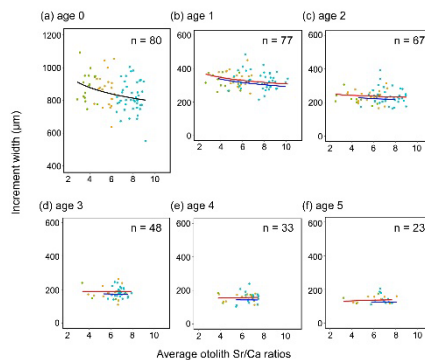 (a) age 0
(b) age 1
(c) age 2
n = 80
n = 77
n = 67
1200
1000
800
600
400
600
400
200
0
600
400
200
0
2 4 6 8 10
2 4 6 8 10
2 4 6 8 10
Increment width (μm)
(d) age 3
(e) age 4
(f) age 5
n = 48
n = 33
n = 23
600
400
200
0
600
400
200
0
600
400
200
0
2 4 6 8 10
2 4 6 8 10
2 4 6 8 10
Average otolith Sr/Ca ratios